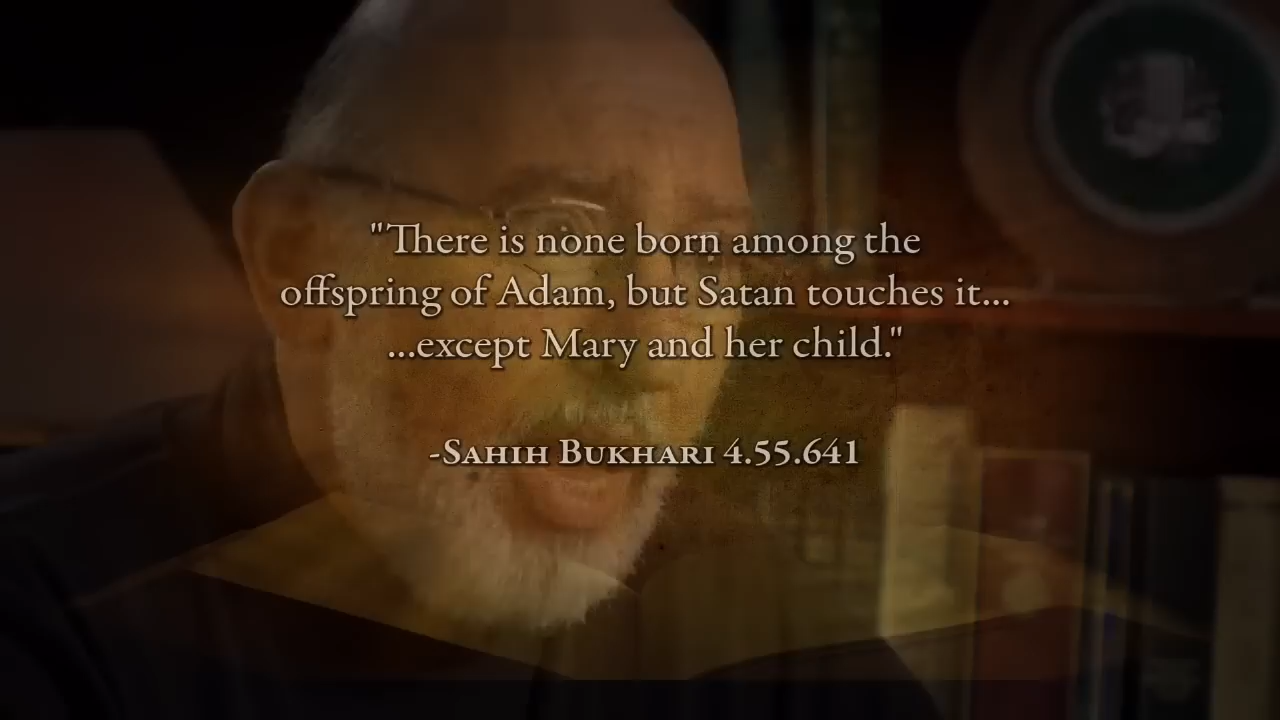 "There is none born among the
offspring of Adam, but Satan touches it...
...except Mary and her child."
-Sahih Bukhari 4.55.641